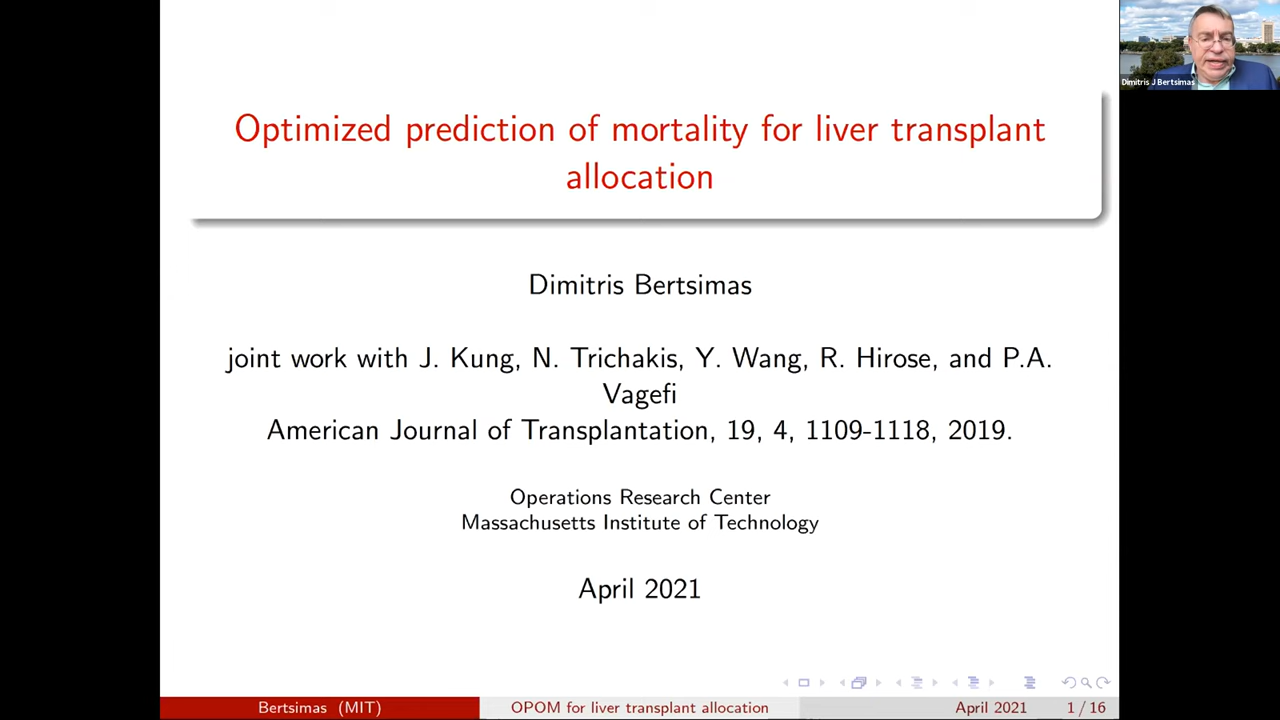 Dimitris J Bertsimas
Optimized prediction of mortality for liver transplant
allocation
Dimitris Bertsimas
joint work with J. Kung, N. Trichakis, Y. Wang, R. Hirose, and P.A.
Vagefi
American Journal of Transplantation, 19, 4, 1109-1118, 2019.
Operations Research Center
Massachusetts Institute of Technology
April 2021
Bertsimas (MIT)
OPOM for liver transplant allocation
April 2021
1 / 16